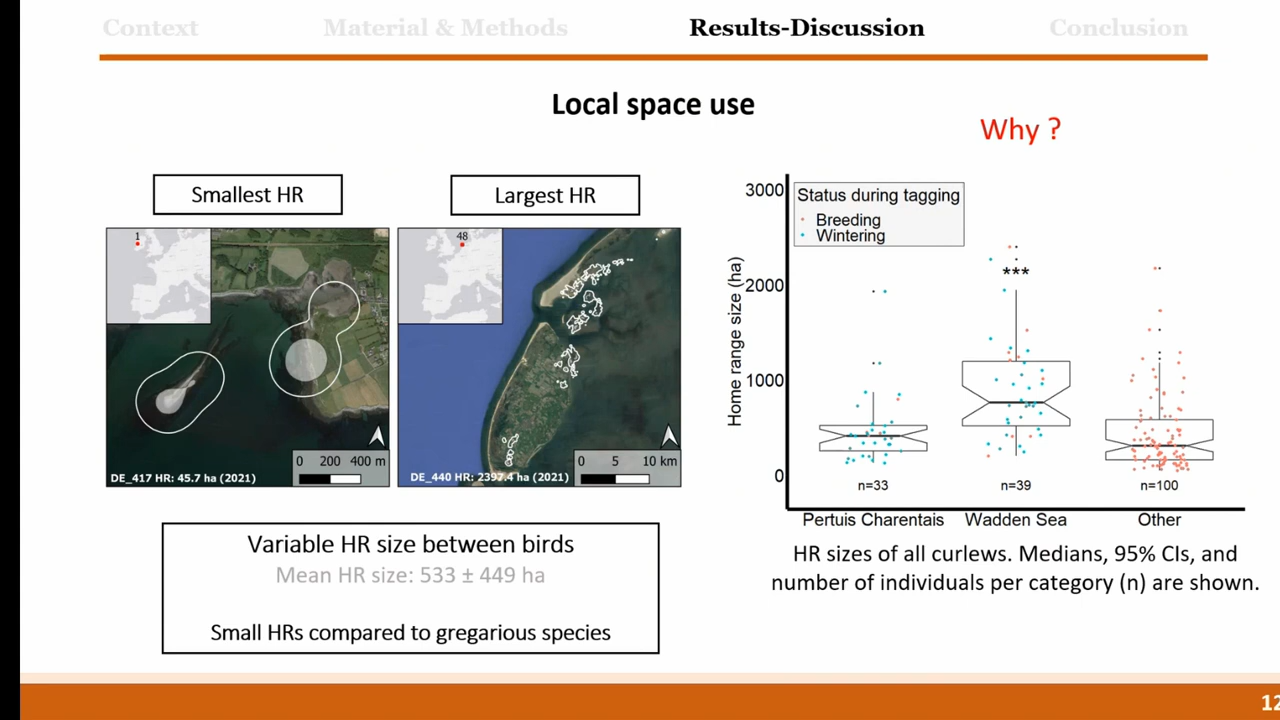 Context Material & Methods Results-Discussion Conclusion
Local space use
Why ?
Smallest HR
Largest HR
1
DE_417 HR: 45.7 ha (2021)
0 200 400 m
48
DE_440 HR: 2397.4 ha (2021)
0 5 10 km
Variable HR size between birds
Mean HR size: 533 ± 449 ha
Small HRs compared to gregarious species
Home range size (ha)
3000
2000
1000
0
Status during tagging
Breeding
Wintering
***
n=33 n=39 n=100
Pertuis Charentais Wadden Sea Other
HR sizes of all curlews. Medians, 95% CIs, and
number of individuals per category (n) are shown.
12